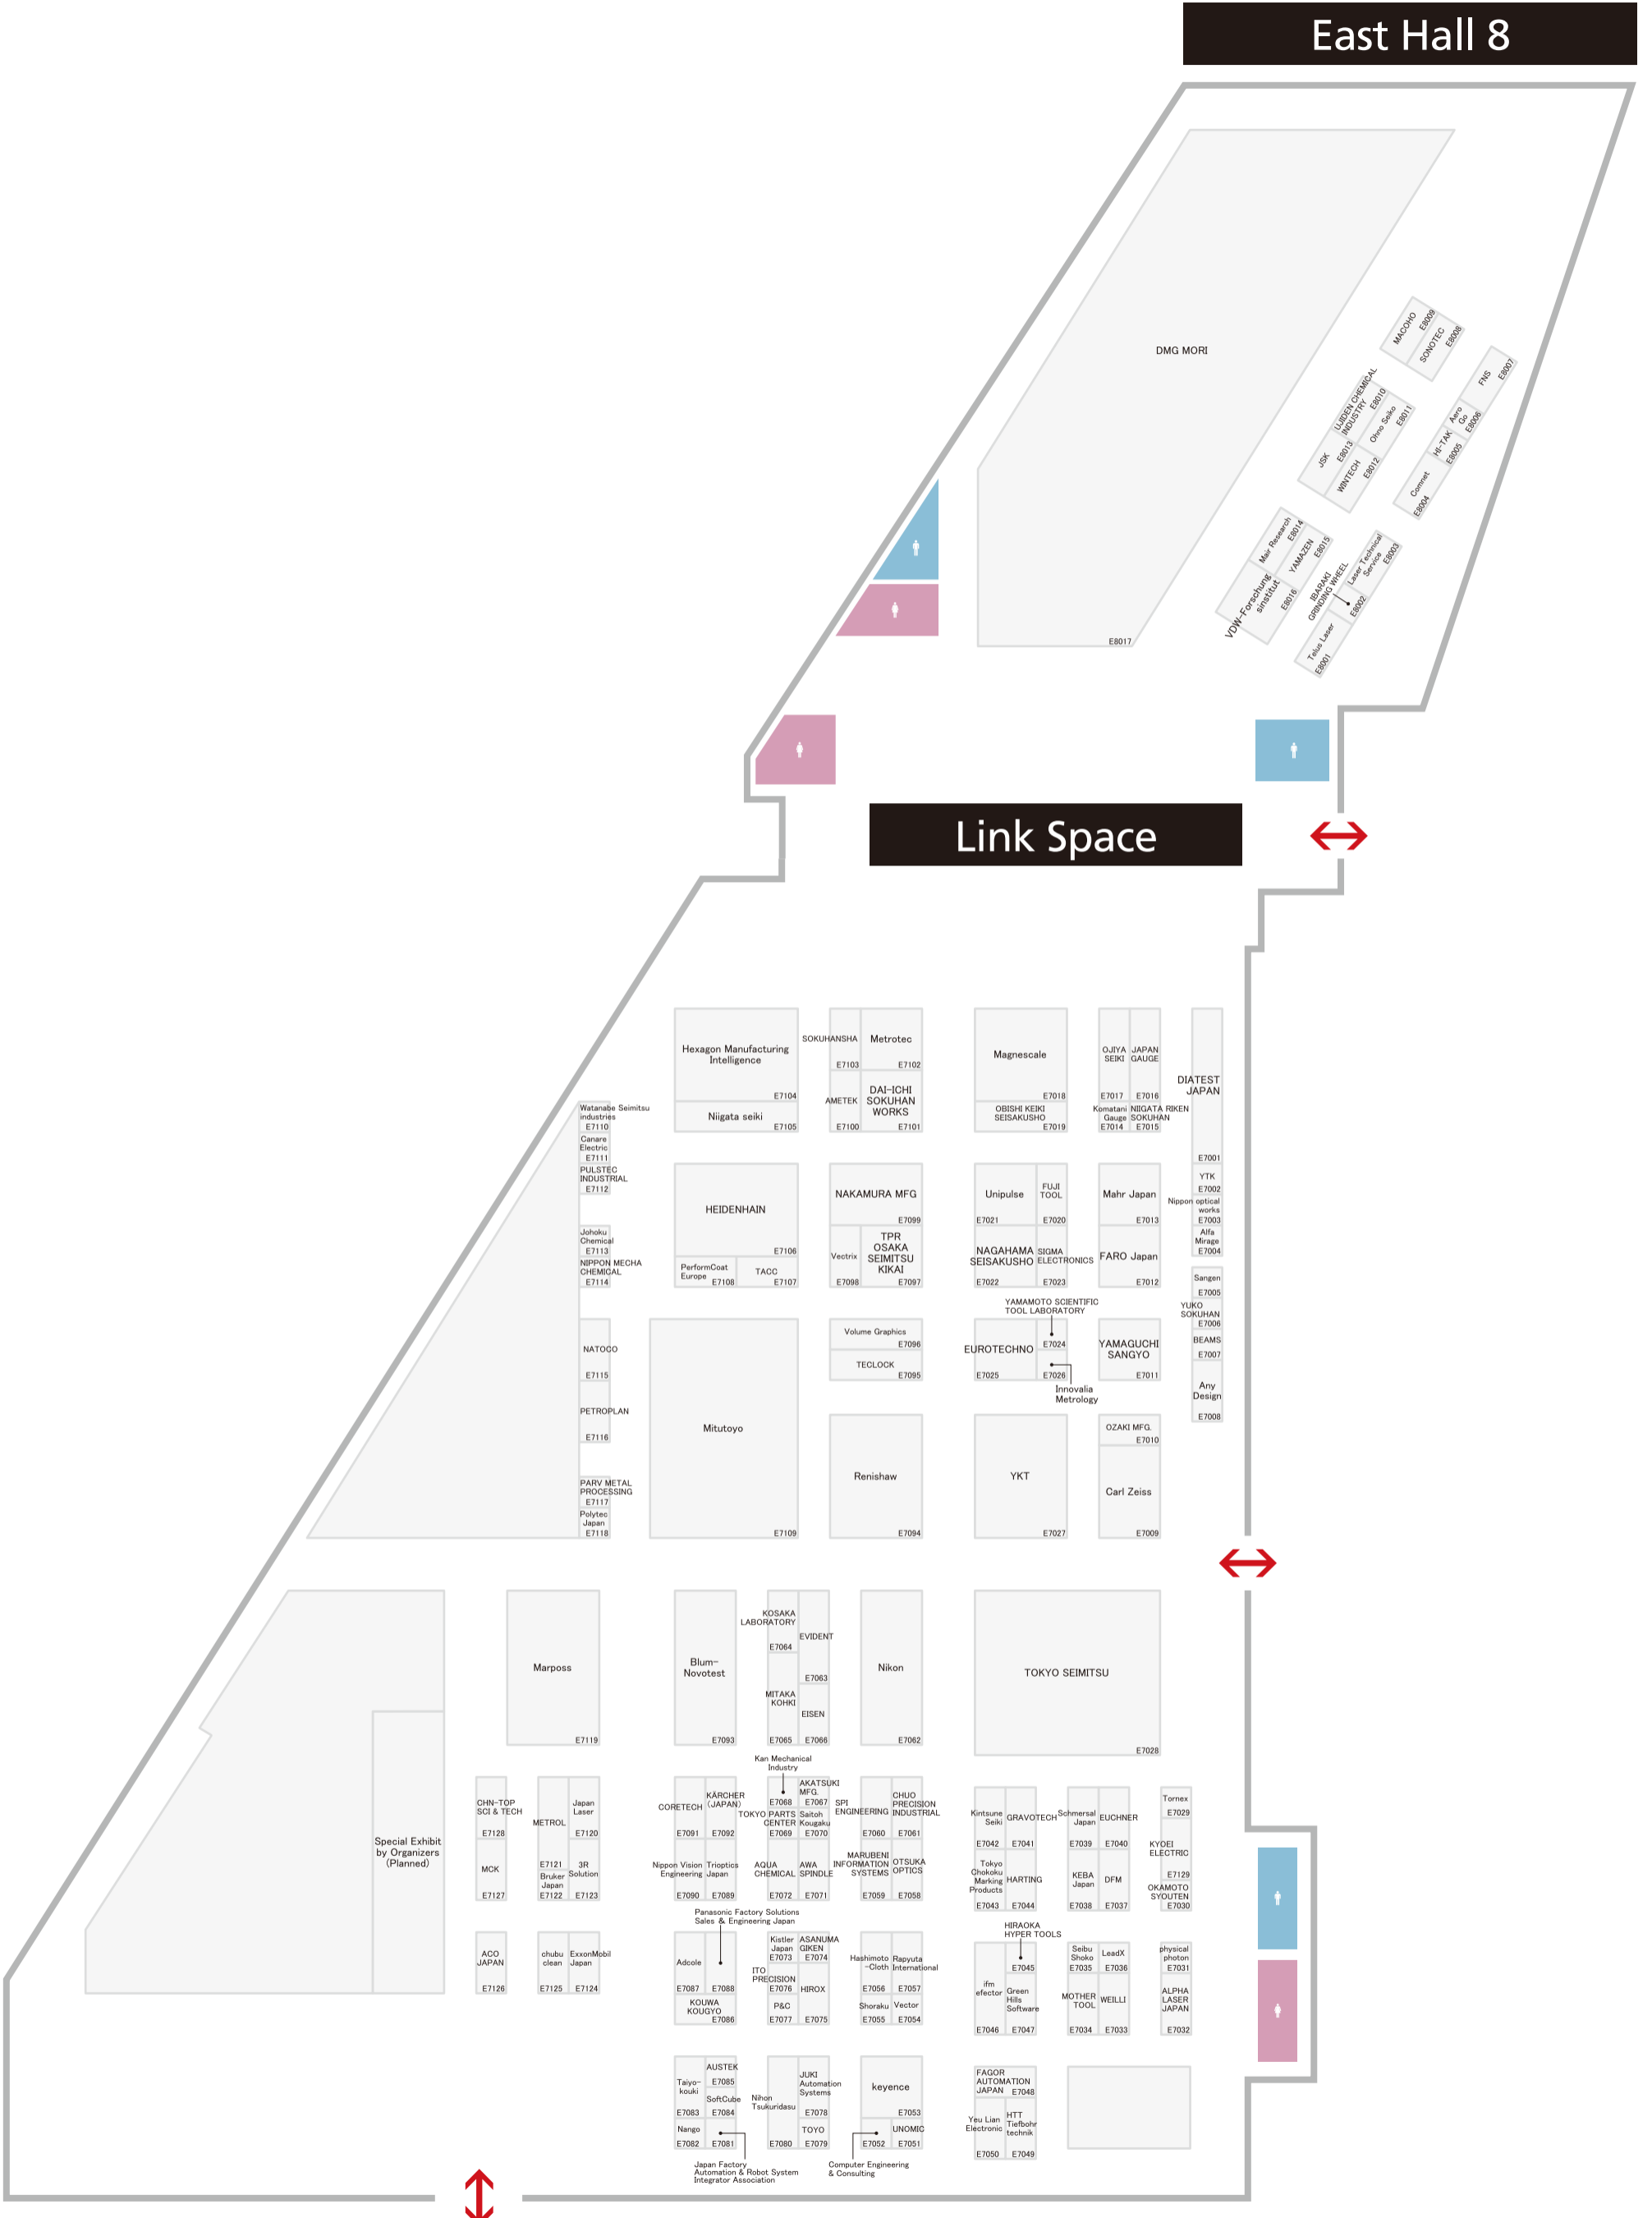 East Hall 8
DMG MORI
E8017
MACOHO
E8009
SONOTEC
E8008
FNS
E8007
UJIDEN CHEMICAL
INDUSTRY
E8010
Ohno Seiko
E8011
Aero
Go
E8006
HI-TAK
E8005
JSK
E8013
WINTECH
E8012
Comnet
E8004
Mair Research
E8014
YAMAZEN
E8015
Laser Technical
Service
E8003
VDW-Forschung
sinstitut
E8016
IBARAKI
GRINDING WHEEL
E8002
Telus Laser
E8001
Link Space
Hexagon Manufacturing
Intelligence
E7104
Niigata seiki
E7105
SOKUHANSHA
E7103
Metrotec
E7102
AMETEK
E7100
DAI-ICHI
SOKUHAN
WORKS
E7101
Magnescale
E7018
OBISHI KEIKI
SEISAKUSHO
E7019
OJIYA
SEIKI
E7017
JAPAN
GAUGE
E7016
Komatani
Gauge
E7014
NIIGATA RIKEN
SOKUHAN
E7015
DIATEST
JAPAN
E7001
YTK
E7002
Nippon optical
works
E7003
Alfa
Mirage
E7004
Watanabe Seimitsu
industries
E7110
Canare
Electric
E7111
PULSTEC
INDUSTRIAL
E7112
Johoku
Chemical
E7113
NIPPON MECHA
CHEMICAL
E7114
HEIDENHAIN
E7106
PerformCoat
Europe
E7108
TACC
E7107
NAKAMURA MFG
E7099
Vectrix
E7098
TPR
OSAKA
SEIMITSU
KIKAI
E7097
Unipulse
E7021
FUJI
TOOL
E7020
NAGAHAMA
SEISAKUSHO
E7022
SIGMA
ELECTRONICS
E7023
Mahr Japan
E7013
FARO Japan
E7012
Sangen
E7005
YUKO
SOKUHAN
E7006
BEAMS
E7007
Any
Design
E7008
NATOCO
E7115
PETROPLAN
E7116
PARV METAL
PROCESSING
E7117
Polytec
Japan
E7118
Mitutoyo
E7109
Volume Graphics
E7096
TECLOCK
E7095
YAMAMOTO SCIENTIFIC
TOOL LABORATORY
E7024
EUROTECHNO
E7025
E7026
Innovalia
Metrology
YAMAGUCHI
SANGYO
E7011
Renishaw
E7094
YKT
E7027
OZAKI MFG.
E7010
Carl Zeiss
E7009
Special Exhibit
by Organizers
(Planned)
Marposs
E7119
Blum-
Novotest
E7093
KOSAKA
LABORATORY
E7064
EVIDENT
E7063
MITAKA
KOHKI
E7065
EISEN
E7066
Nikon
E7062
TOKYO SEIMITSU
E7028
CHN-TOP
SCI & TECH
E7128
MCK
E7127
METROL
E7121
Japan
Laser
E7120
Bruker
Japan
E7122
3R
Solution
E7123
CORETECH
E7091
KÄRCHER
(JAPAN)
E7092
Nippon Vision
Engineering
E7090
Trioptics
Japan
E7089
Kan Mechanical
Industry
E7068
AKATSUKI
MFG.
E7067
TOKYO PARTS
CENTER
E7069
Saitoh
Kougaku
E7070
AQUA
CHEMICAL
E7072
AWA
SPINDLE
E7071
SPI
ENGINEERING
E7060
CHUO
PRECISION
INDUSTRIAL
E7061
MARUBENI
INFORMATION
SYSTEMS
E7059
OTSUKA
OPTICS
E7058
Kintsune
Seiki
E7042
GRAVOTECH
E7041
Tokyo
Chokoku
Marking
Products
E7043
HARTING
E7044
Schmersal
Japan
E7039
EUCHNER
E7040
KEBA
Japan
E7038
DFM
E7037
Tornex
E7029
KYOEI
ELECTRIC
E7129
OKAMOTO
SYOUTEN
E7030
ACO
JAPAN
E7126
chubu
clean
E7125
ExxonMobil
Japan
E7124
Panasonic Factory Solutions
Sales & Engineering Japan
Adcole
E7087
E7088
KOUWA
KOUGYO
E7086
Kistler
Japan
E7073
ASANUMA
GIKEN
E7074
ITO
PRECISION
E7076
P&C
E7077
HIROX
E7075
Hashimoto
-Cloth
E7056
Rapyuta
International
E7057
Shoraku
E7055
Vector
E7054
HIRAOKA
HYPER TOOLS
E7045
ifm
efector
E7046
Green
Hills
Software
E7047
Seibu
Shoko
E7035
LeadX
E7036
MOTHER
TOOL
E7034
WEILLI
E7033
physical
photon
E7031
ALPHA
LASER
JAPAN
E7032
Taiyo-
kouki
E7083
AUSTEK
E7085
SoftCube
E7084
Nango
E7082
E7081
Japan Factory
Automation & Robot System
Integrator Association
Nihon
Tsukuridasu
E7080
JUKI
Automation
Systems
E7078
TOYO
E7079
keyence
E7053
E7052
UNOMIC
E7051
Computer Engineering
& Consulting
FAGOR
AUTOMATION
JAPAN
E7048
Yeu Lian
Electronic
E7050
HTT
Tiefbohr
technik
E7049